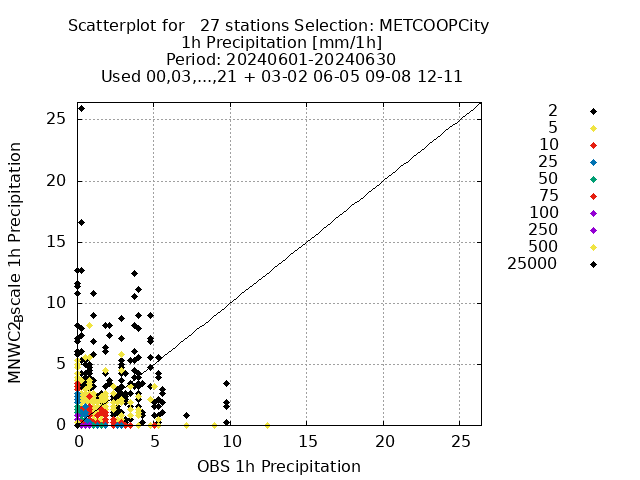 Scatterplot for   27 stations Selection: METCOOPCity
1h Precipitation [mm/1h]
Period: 20240601-20240630
Used 00,03,...,21 + 03-02 06-05 09-08 12-11
MNWC2Bscale 1h Precipitation
25
20
15
10
5
0
0 5 10 15 20 25
OBS 1h Precipitation
2
5
10
25
50
75
100
250
500
25000